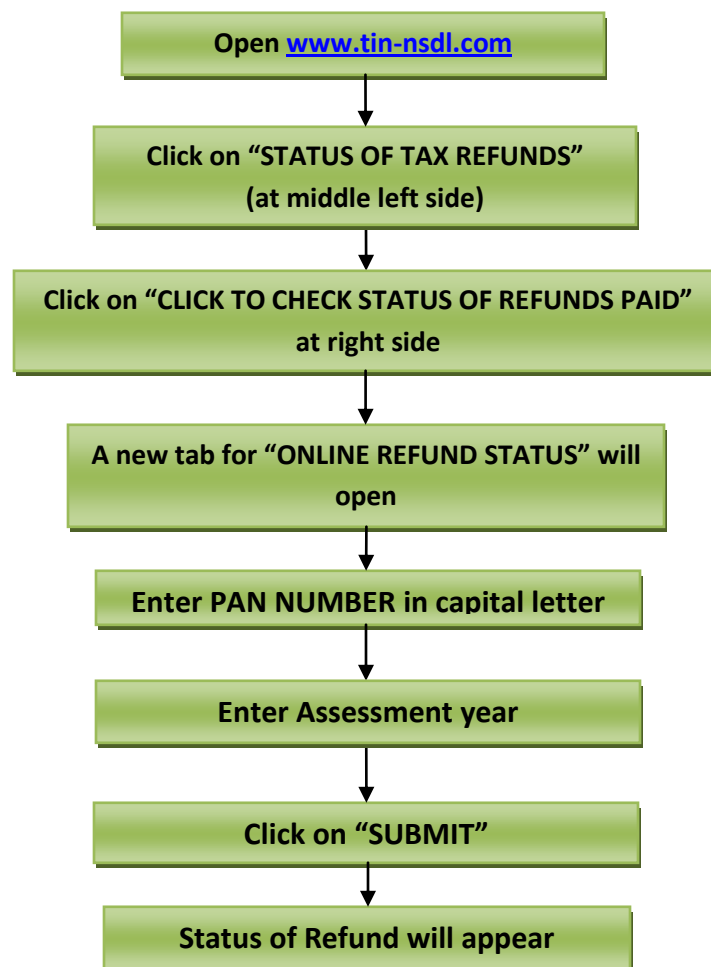 Open www.tin-nsdl.com
Click on “STATUS OF TAX REFUNDS”
(at middle left side)
Click on “CLICK TO CHECK STATUS OF REFUNDS PAID”
at right side
A new tab for “ONLINE REFUND STATUS” will
open
Enter PAN NUMBER in capital letter
Enter Assessment year
Click on “SUBMIT”
Status of Refund will appear